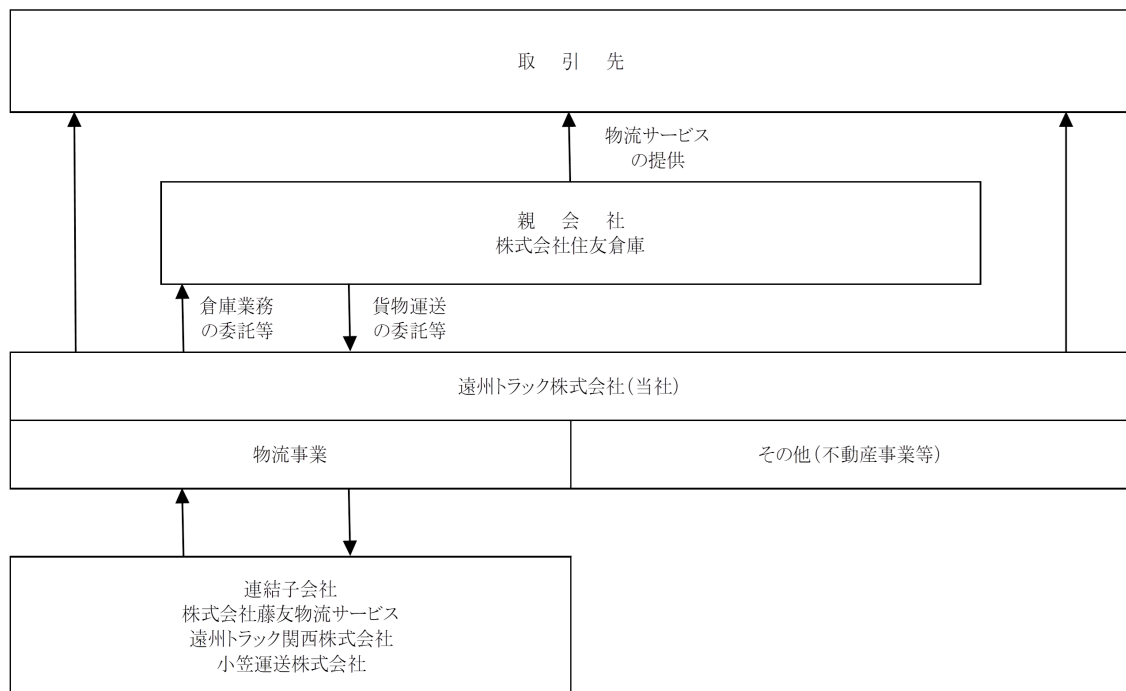 取 引 先
物流サービス
の提供
親 会 社
株式会社住友倉庫
倉庫業務
の委託等
貨物運送
の委託等
遠州トラック株式会社(当社)
物流事業
その他(不動産事業等)
連結子会社
株式会社藤友物流サービス
遠州トラック関西株式会社
小笠運送株式会社